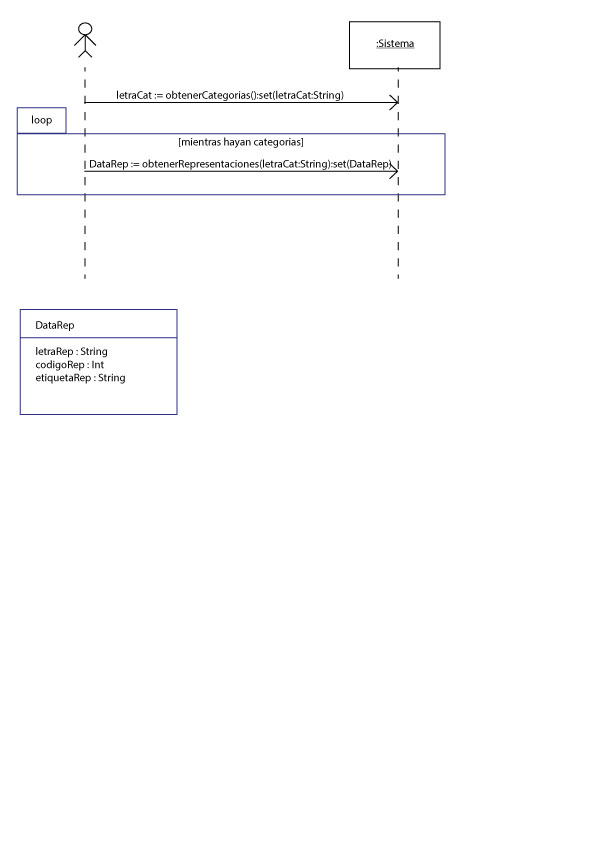 :Sistema
letraCat := obtenerCategorias():set(letraCat:String)
loop
[mientras hayan categorias]
DataRep := obtenerRepresentaciones(letraCat:String):set(DataRep)
DataRep
letraRep : String
codigoRep : Int
etiquetaRep : String